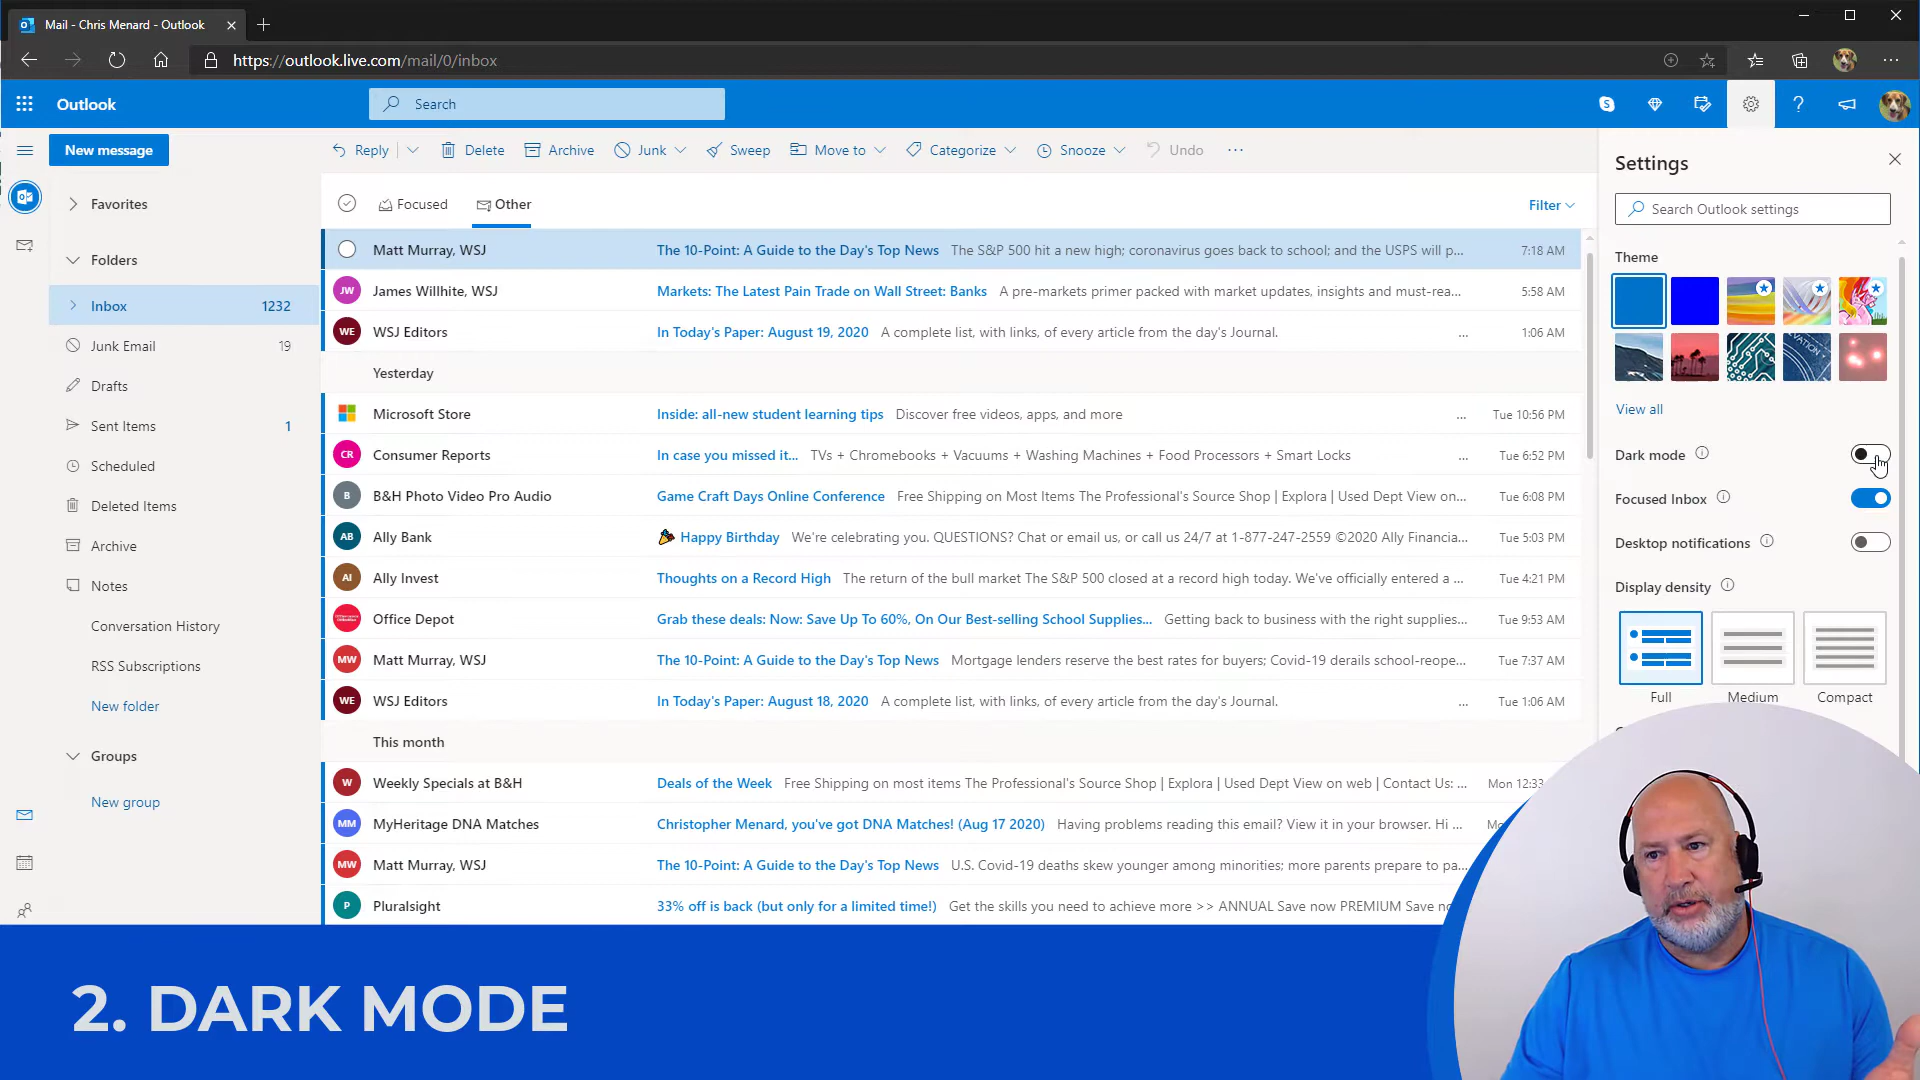 Mail - Chris Menard - Outlook
https://outlook.live.com/mail/0/inbox
Outlook
Search
New message
Reply
Delete
Archive
Junk
Sweep
Move to
Categorize
Snooze
Undo
Favorites
Folders
Inbox 1232
Junk Email 19
Drafts
Sent Items 1
Scheduled
Deleted Items
Archive
Notes
Conversation History
RSS Subscriptions
New folder
Groups
New group
Focused
Other
Filter
Matt Murray, WSJ The 10-Point: A Guide to the Day's Top News The S&P 500 hit a new high; coronavirus goes back to school; and the USPS will p... 7:18 AM
JW James Willhite, WSJ Markets: The Latest Pain Trade on Wall Street: Banks A pre-markets primer packed with market updates, insights and must-rea... 5:58 AM
WE WSJ Editors In Today's Paper: August 19, 2020 A complete list, with links, of every article from the day's Journal. ... 1:06 AM
Yesterday
Microsoft Store Inside: all-new student learning tips Discover free videos, apps, and more ... Tue 10:56 PM
CR Consumer Reports In case you missed it... TVs + Chromebooks + Vacuums + Washing Machines + Food Processors + Smart Locks ... Tue 6:52 PM
B B&H Photo Video Pro Audio Game Craft Days Online Conference Free Shipping on Most Items The Professional's Source Shop | Explora | Used Dept View on... Tue 6:08 PM
AB Ally Bank 🎉 Happy Birthday We're celebrating you. QUESTIONS? Chat or email us, or call us 24/7 at 1-877-247-2559 ©2020 Ally Financia... Tue 5:03 PM
AI Ally Invest Thoughts on a Record High The return of the bull market The S&P 500 closed at a record high today. We've officially entered a ... Tue 4:21 PM
Office Depot Grab these deals: Now: Save Up To 60%, On Our Best-selling School Supplies... Getting back to business with the right supplies... Tue 9:53 AM
MW Matt Murray, WSJ The 10-Point: A Guide to the Day's Top News Mortgage lenders reserve the best rates for buyers; Covid-19 derails school-reope... Tue 7:37 AM
WE WSJ Editors In Today's Paper: August 18, 2020 A complete list, with links, of every article from the day's Journal. ... Tue 1:06 AM
This month
W Weekly Specials at B&H Deals of the Week Free Shipping on most items The Professional's Source Shop | Explora | Used Dept View on web | Contact Us: ... Mon 12:33
MM MyHeritage DNA Matches Christopher Menard, you've got DNA Matches! (Aug 17 2020) Having problems reading this email? View it in your browser. Hi ...
MW Matt Murray, WSJ The 10-Point: A Guide to the Day's Top News U.S. Covid-19 deaths skew younger among minorities; more parents prepare to pa...
P Pluralsight 33% off is back (but only for a limited time!) Get the skills you need to achieve more >> ANNUAL Save now PREMIUM Save
Settings
Search Outlook settings
Theme
View all
Dark mode
Focused Inbox
Desktop notifications
Display density
Full
Medium
Compact
2. DARK MODE